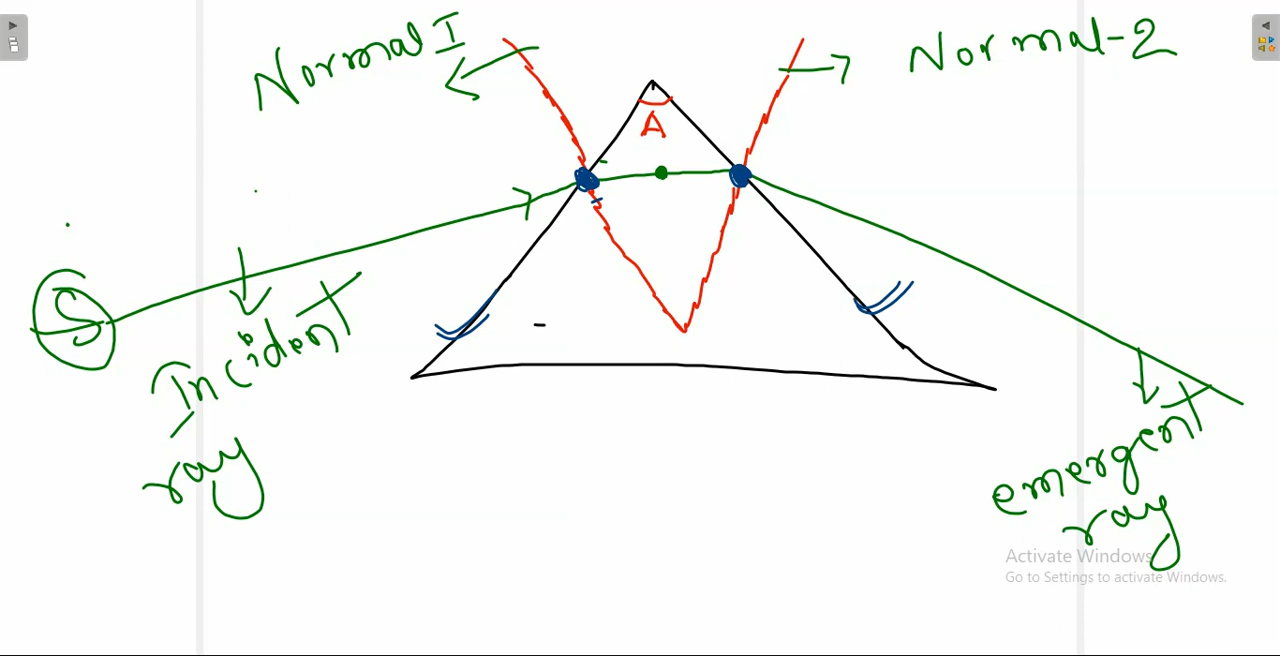 Normal I
Normal-2
A
S
Incident
ray
emergent
ray
Activate Windows
Go to Settings to activate Windows.